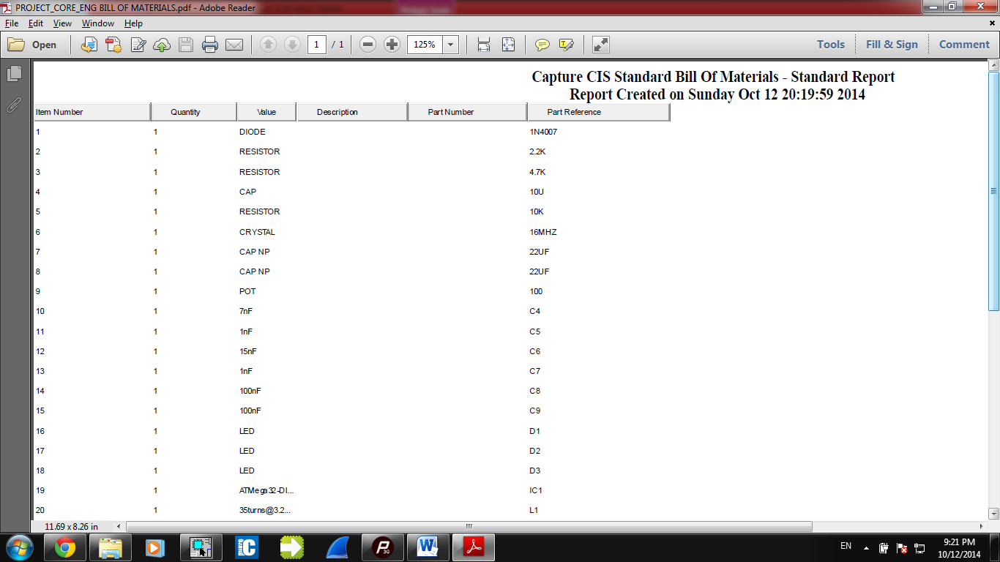 PROJECT_CORE_ENG BILL OF MATERIALS.pdf - Adobe Reader
File Edit View Window Help
Open 1 / 1 125% Tools Fill & Sign Comment
Capture CIS Standard Bill Of Materials - Standard Report
Report Created on Sunday Oct 12 20:19:59 2014
Item Number Quantity Value Description Part Number Part Reference
1 1 DIODE 1N4007
2 1 RESISTOR 2.2K
3 1 RESISTOR 4.7K
4 1 CAP 10U
5 1 RESISTOR 10K
6 1 CRYSTAL 16MHZ
7 1 CAP NP 22UF
8 1 CAP NP 22UF
9 1 POT 100
10 1 7nF C4
11 1 1nF C5
12 1 15nF C6
13 1 1nF C7
14 1 100nF C8
15 1 100nF C9
16 1 LED D1
17 1 LED D2
18 1 LED D3
19 1 ATMega32-DI... IC1
20 1 35turns@3.2... L1
11.69 x 8.26 in
EN 9:21 PM
10/12/2014